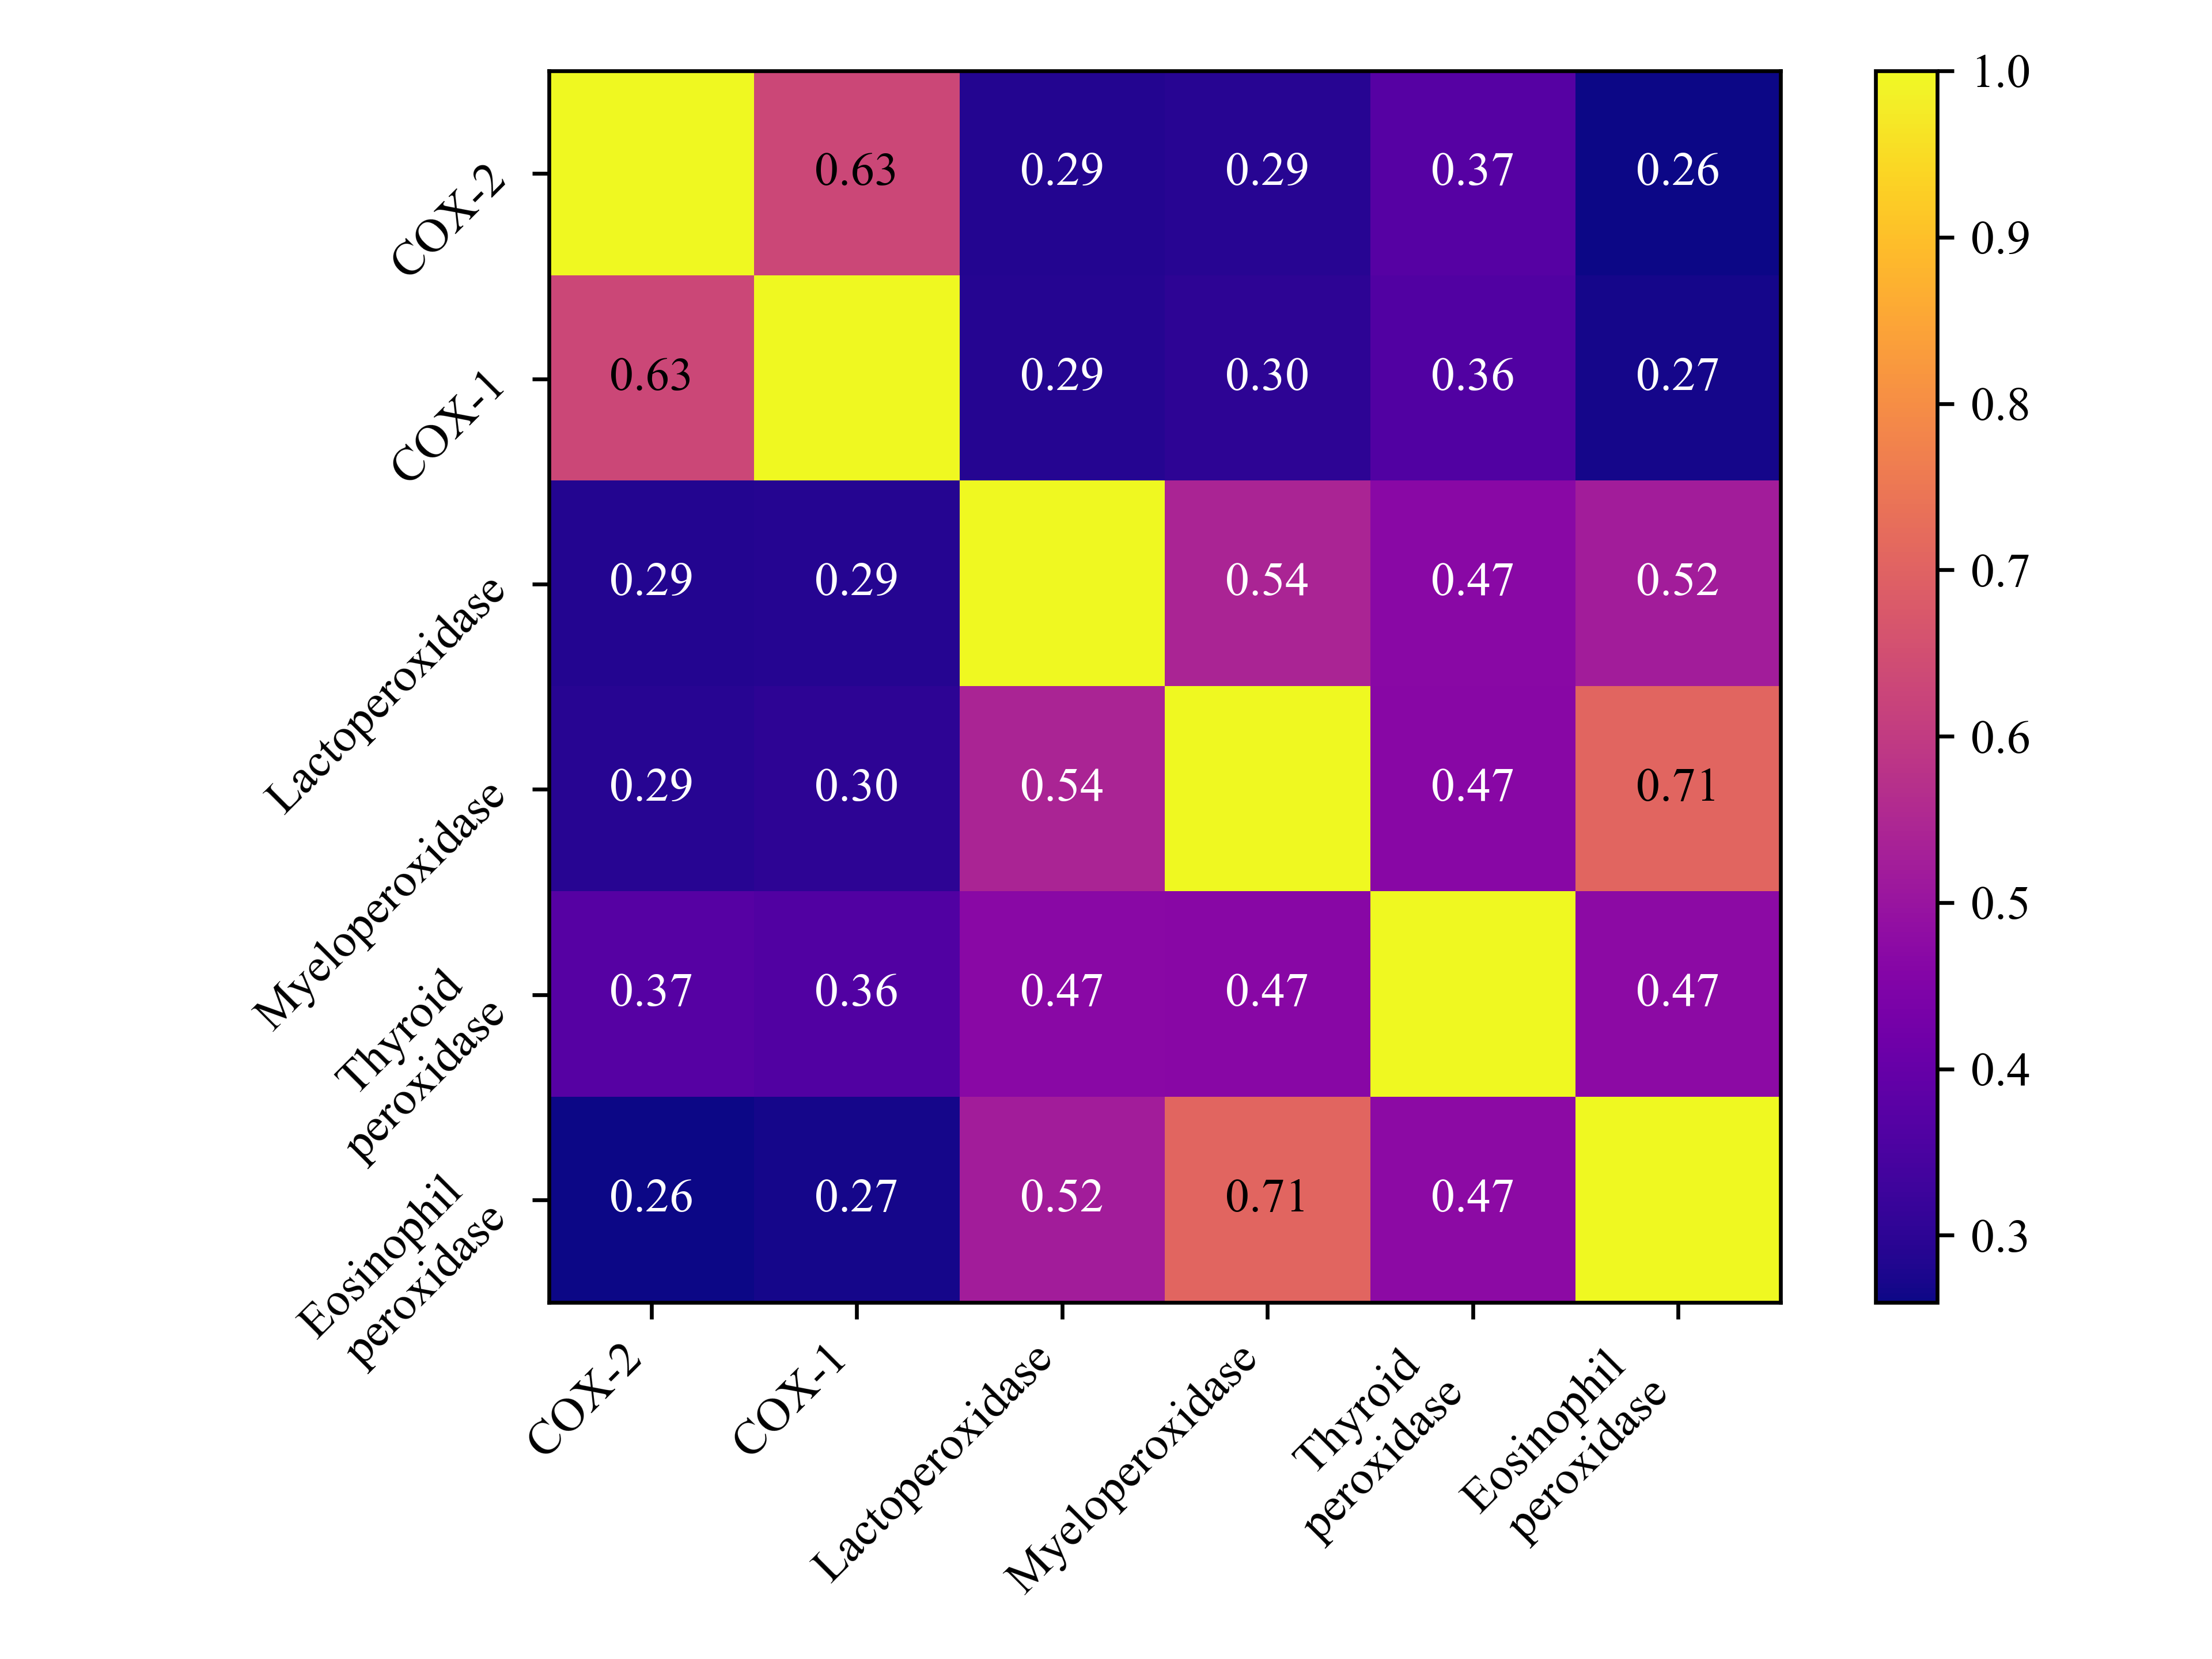 COX-2
0.63 0.29 0.29 0.37 0.26
COX-1
0.63 0.29 0.30 0.36 0.27
Lactoperoxidase
0.29 0.29 0.54 0.47 0.52
Myeloperoxidase
0.29 0.30 0.54 0.47 0.71
Thyroid
peroxidase
0.37 0.36 0.47 0.47 0.47
Eosinophil
peroxidase
0.26 0.27 0.52 0.71 0.47
COX-2
COX-1
Lactoperoxidase
Myeloperoxidase
Thyroid
peroxidase
Eosinophil
peroxidase
1.0
0.9
0.8
0.7
0.6
0.5
0.4
0.3